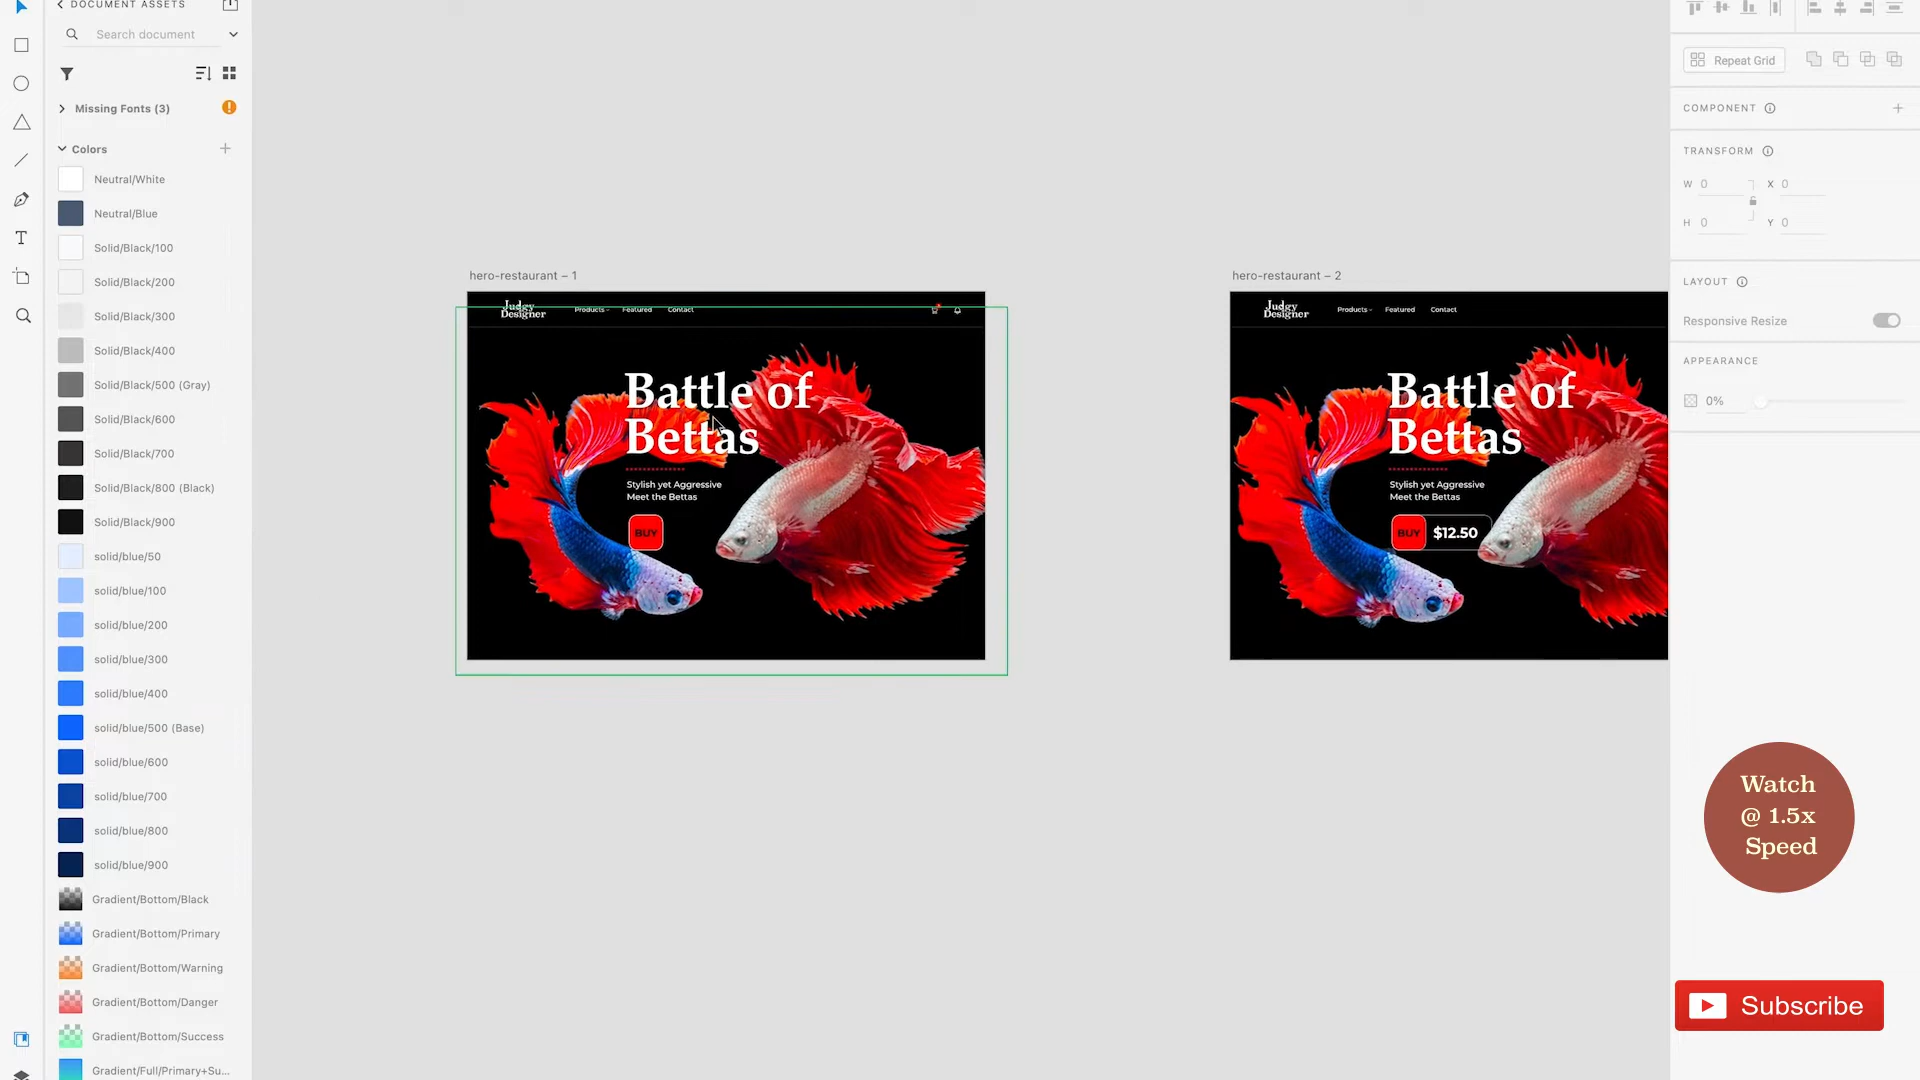 DOCUMENT ASSETS
Search document
Missing Fonts (3)
Colors
Neutral/White
Neutral/Blue
Solid/Black/100
Solid/Black/200
Solid/Black/300
Solid/Black/400
Solid/Black/500 (Gray)
Solid/Black/600
Solid/Black/700
Solid/Black/800 (Black)
Solid/Black/900
solid/blue/50
solid/blue/100
solid/blue/200
solid/blue/300
solid/blue/400
solid/blue/500 (Base)
solid/blue/600
solid/blue/700
solid/blue/800
solid/blue/900
Gradient/Bottom/Black
Gradient/Bottom/Primary
Gradient/Bottom/Warning
Gradient/Bottom/Danger
Gradient/Bottom/Success
Gradient/Full/Primary+Su...
hero-restaurant – 1
Judgy
Designer
Products
Featured
Contact
Battle of
Bettas
Stylish yet Aggressive
Meet the Bettas
BUY
hero-restaurant – 2
Judgy
Designer
Products
Featured
Contact
Battle of
Bettas
Stylish yet Aggressive
Meet the Bettas
BUY
$12.50
Repeat Grid
COMPONENT
TRANSFORM
W 0
X 0
H 0
Y 0
LAYOUT
Responsive Resize
APPEARANCE
0%
Watch
@ 1.5x
Speed
Subscribe